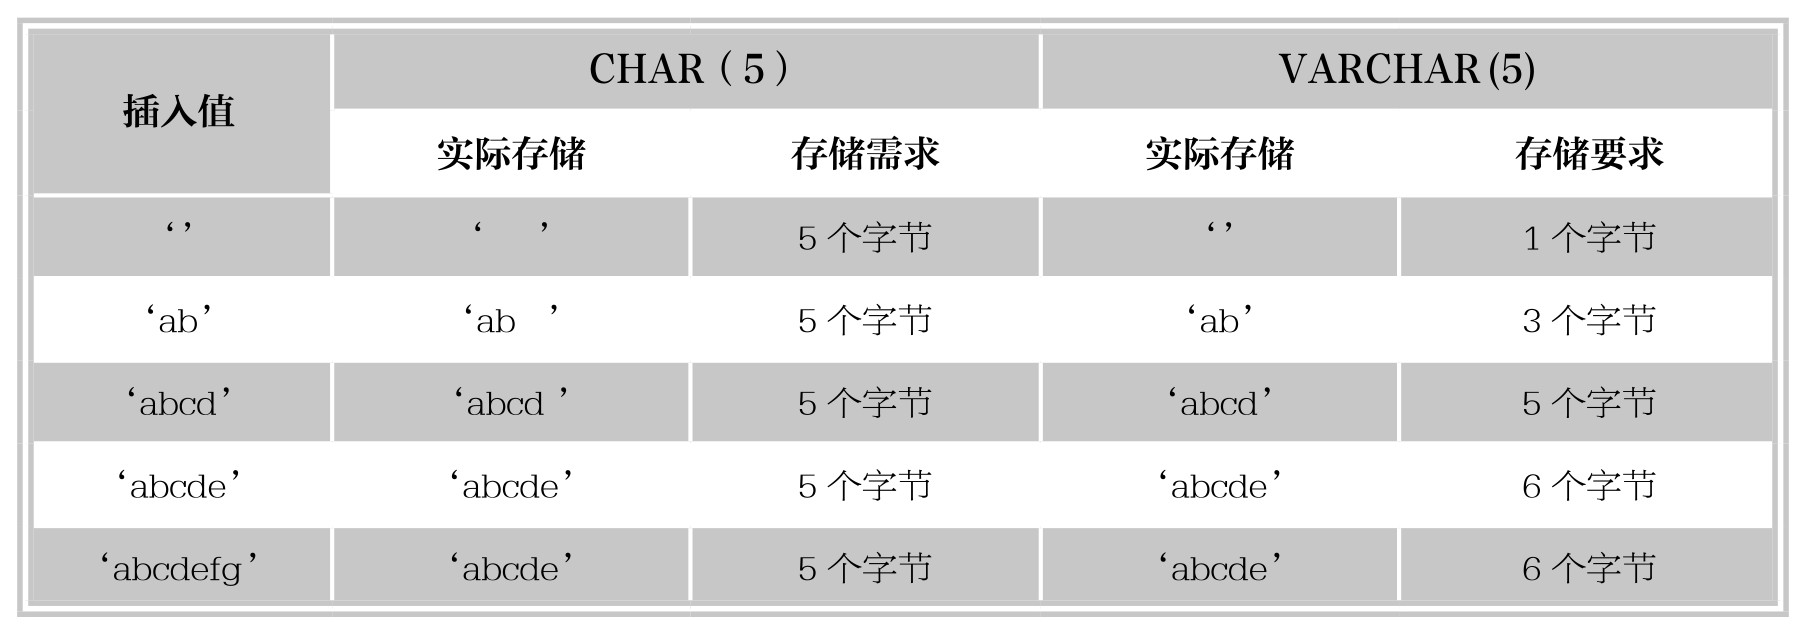 插入值 CHAR（5） VARCHAR(5)
实际存储 存储需求 实际存储 存储要求
‘’ ‘   ’ 5 个字节 ‘’ 1 个字节
‘ab’ ‘ab  ’ 5 个字节 ‘ab’ 3 个字节
‘abcd’ ‘abcd ’ 5 个字节 ‘abcd’ 5 个字节
‘abcde’ ‘abcde’ 5 个字节 ‘abcde’ 6 个字节
‘abcdefg’ ‘abcde’ 5 个字节 ‘abcde’ 6 个字节